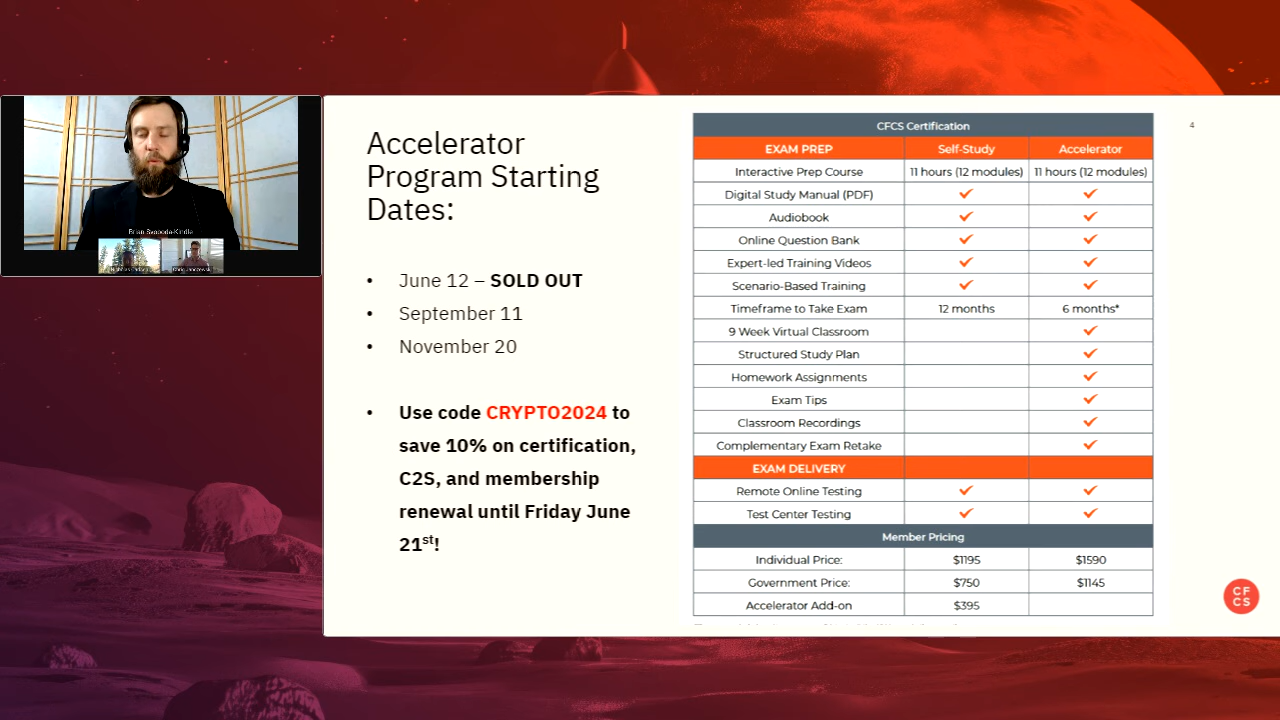 Brian Svoboda-Kindle
Chris Janczewski
Accelerator
Program Starting
Dates:
• June 12 – SOLD OUT
• September 11
• November 20
• Use code CRYPTO2024 to
save 10% on certification,
C2S, and membership
renewal until Friday June
21st!
4
CFCS Certification
EXAM PREP Self-Study Accelerator
Interactive Prep Course 11 hours (12 modules) 11 hours (12 modules)
Digital Study Manual (PDF) ✓ ✓
Audiobook ✓ ✓
Online Question Bank ✓ ✓
Expert-led Training Videos ✓ ✓
Scenario-Based Training ✓ ✓
Timeframe to Take Exam 12 months 6 months*
9 Week Virtual Classroom ✓
Structured Study Plan ✓
Homework Assignments ✓
Exam Tips ✓
Classroom Recordings ✓
Complementary Exam Retake ✓
EXAM DELIVERY
Remote Online Testing ✓ ✓
Test Center Testing ✓ ✓
Member Pricing
Individual Price: $1195 $1590
Government Price: $750 $1145
Accelerator Add-on $395
CF
CS